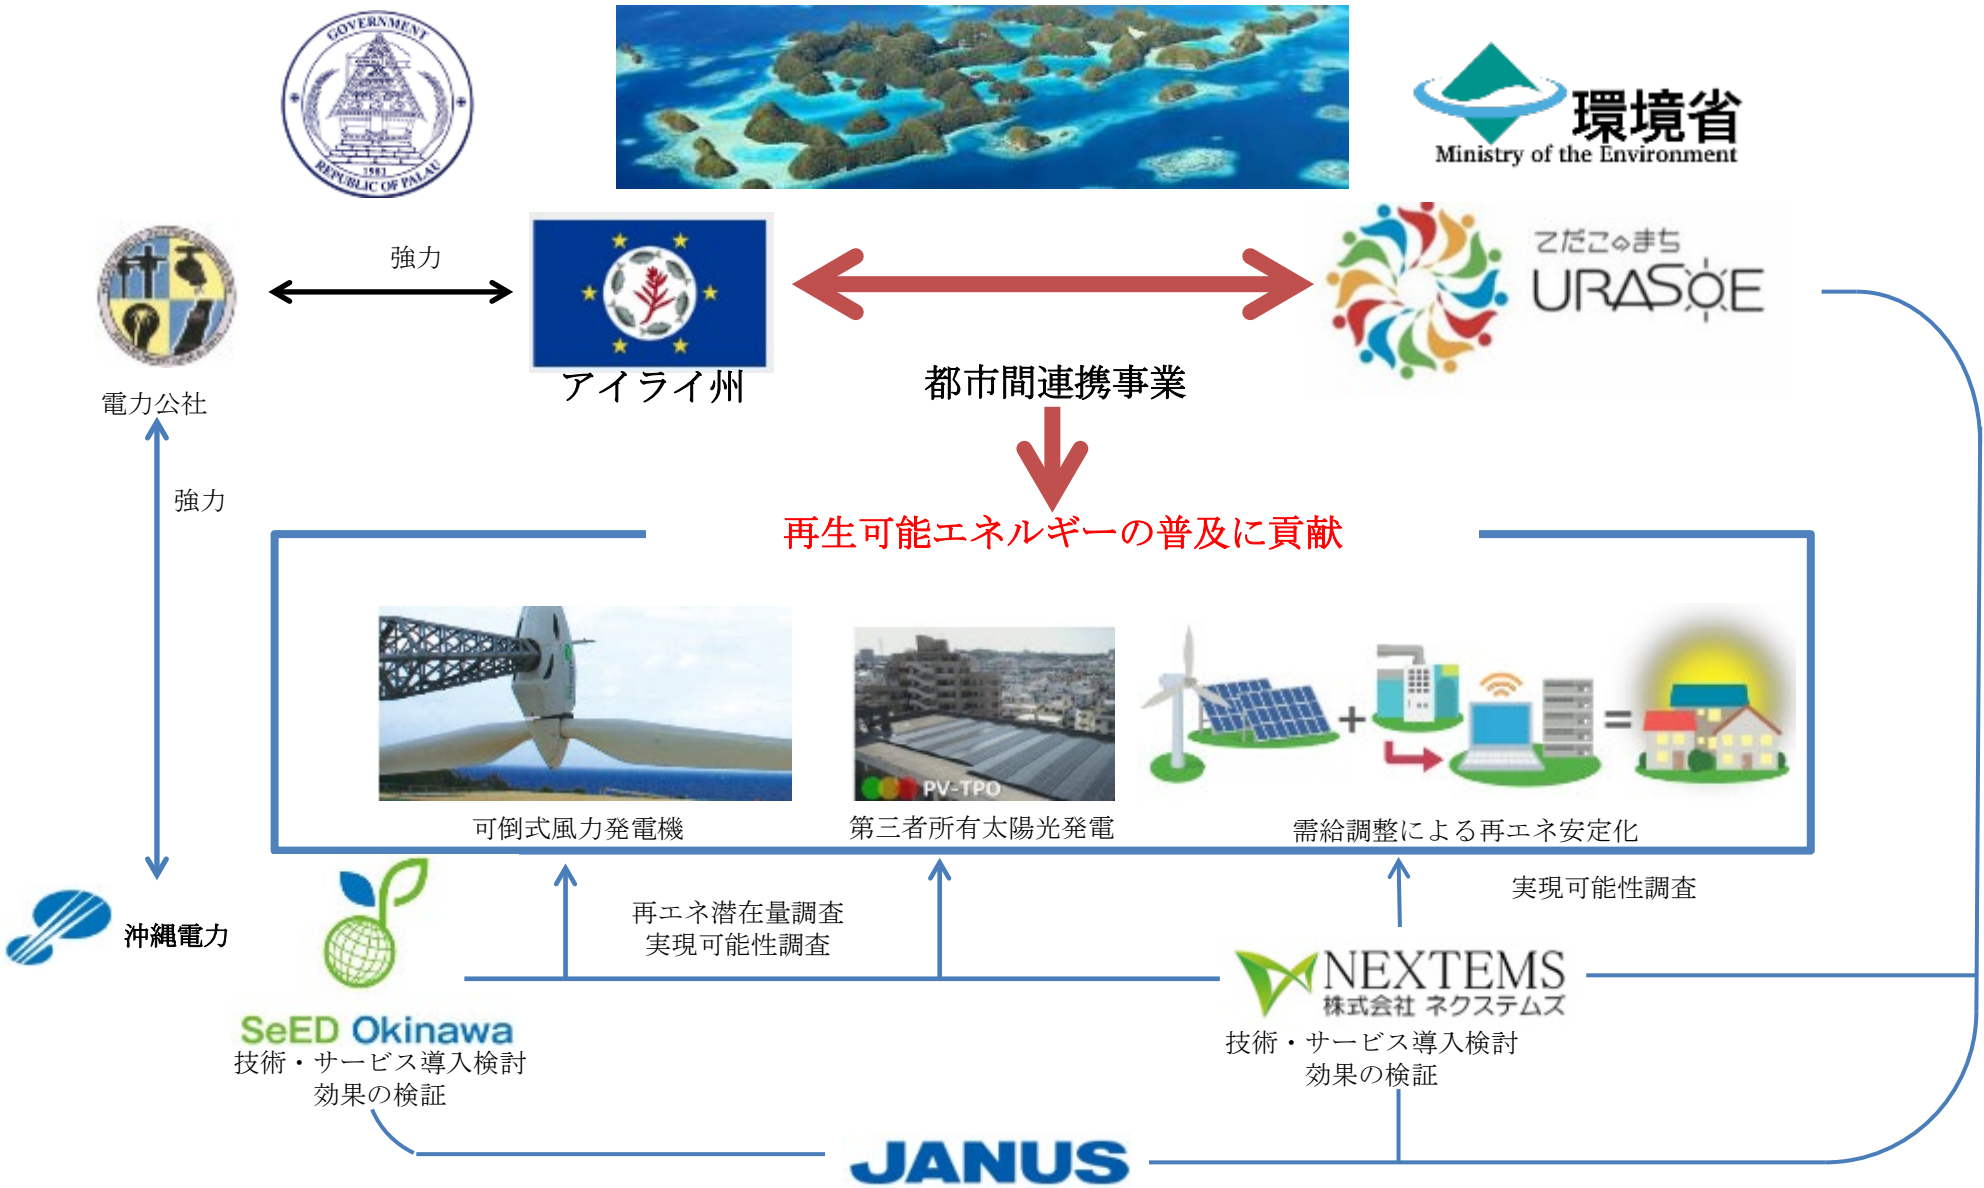 GOVERNMENT
1981
REPUBLIC OF PALAU
環境省
Ministry of the Environment
強力
てだこのまち
URASOE
アイライ州
都市間連携事業
電力公社
強力
再生可能エネルギーの普及に貢献
PV-TPO
可倒式風力発電機
第三者所有太陽光発電
需給調整による再エネ安定化
沖縄電力
再エネ潜在量調査
実現可能性調査
実現可能性調査
SeED Okinawa
技術・サービス導入検討
効果の検証
NEXTEMS
株式会社 ネクステムズ
技術・サービス導入検討
効果の検証
JANUS